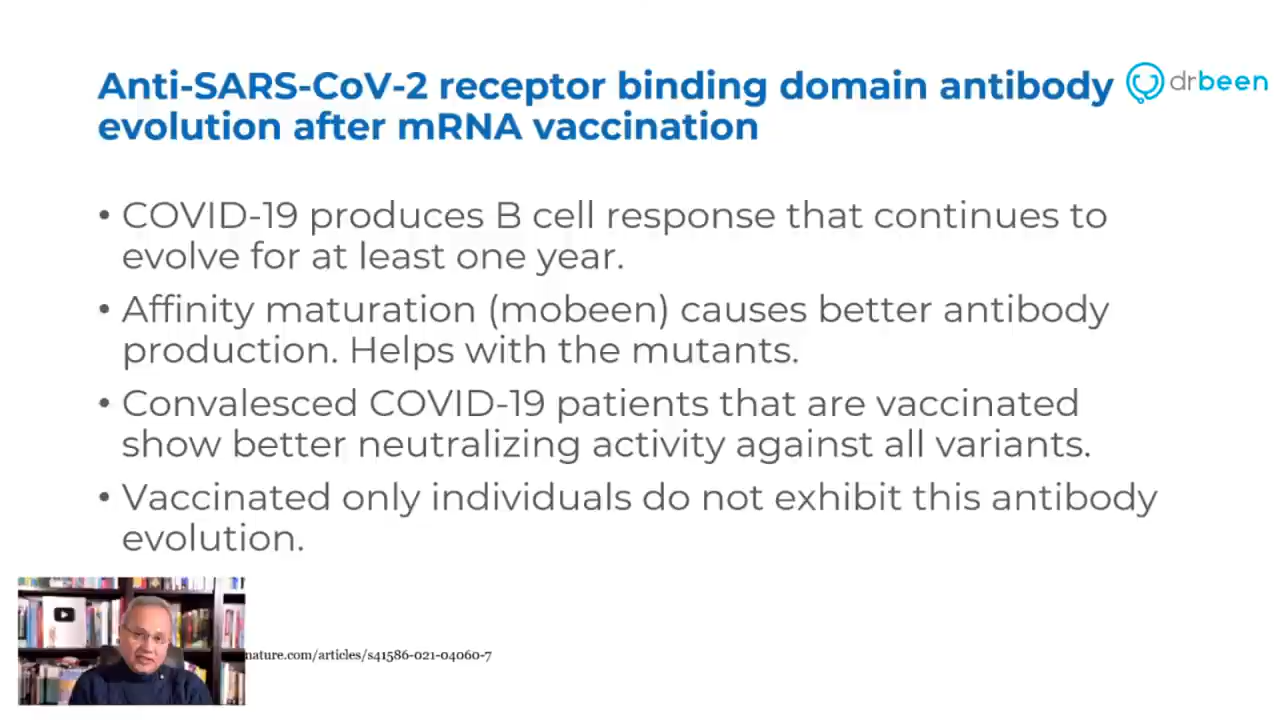 Anti-SARS-CoV-2 receptor binding domain antibody
evolution after mRNA vaccination
drbeen
• COVID-19 produces B cell response that continues to
evolve for at least one year.
• Affinity maturation (mobeen) causes better antibody
production. Helps with the mutants.
• Convalesced COVID-19 patients that are vaccinated
show better neutralizing activity against all variants.
• Vaccinated only individuals do not exhibit this antibody
evolution.
nature.com/articles/s41586-021-04060-7